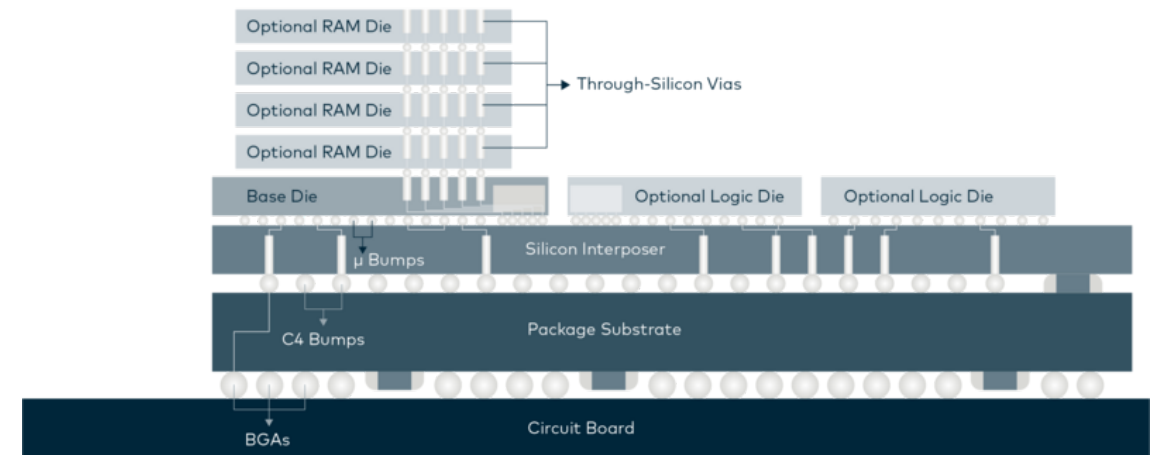 Optional RAM Die
Optional RAM Die
Through-Silicon Vias
Optional RAM Die
Optional RAM Die
Base Die
Optional Logic Die
Optional Logic Die
Silicon Interposer
μ Bumps
Package Substrate
C4 Bumps
Circuit Board
BGAs